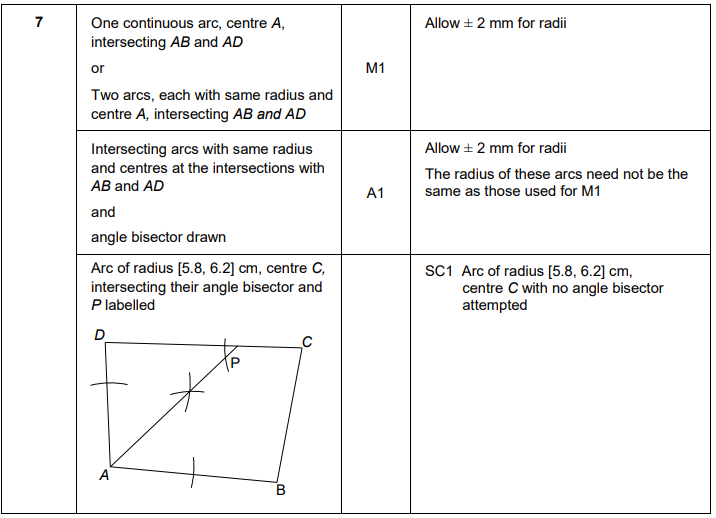 7
One continuous arc, centre A,
intersecting AB and AD
or
Two arcs, each with same radius and
centre A, intersecting AB and AD
M1
Allow ± 2 mm for radii
Intersecting arcs with same radius
and centres at the intersections with
AB and AD
and
angle bisector drawn
A1
Allow ± 2 mm for radii
The radius of these arcs need not be the
same as those used for M1
Arc of radius [5.8, 6.2] cm, centre C,
intersecting their angle bisector and
P labelled
D
C
P
A
B
SC1 Arc of radius [5.8, 6.2] cm,
centre C with no angle bisector
attempted